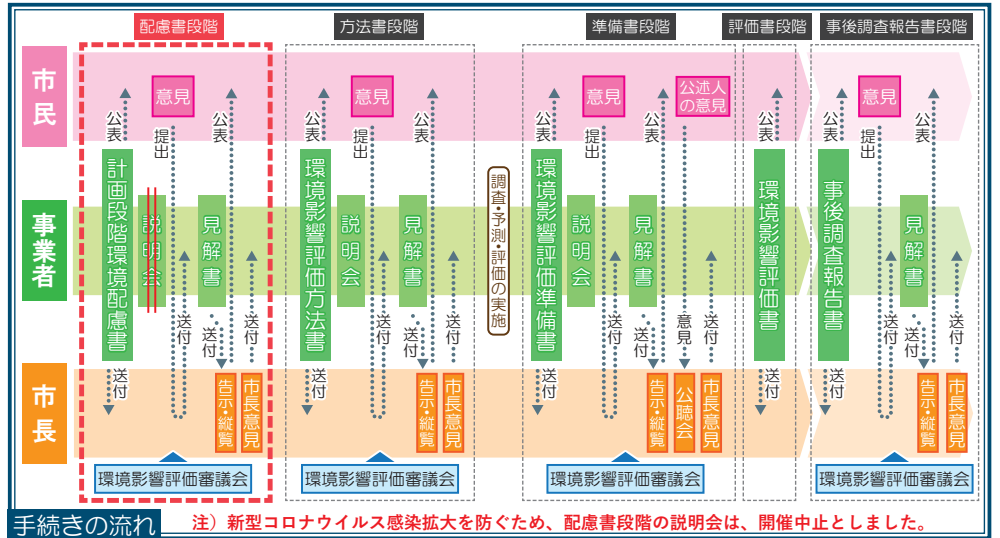 配慮書段階
方法書段階
準備書段階
評価書段階
事後調査報告書段階
市民
事業者
市長
公表
意見
提出
公表
計画段階環境配慮書
説明会
見解書
送付
送付
送付
送付
告示・縦覧
市長意見
環境影響評価審議会
公表
意見
提出
公表
環境影響評価方法書
説明会
見解書
送付
送付
送付
送付
告示・縦覧
市長意見
環境影響評価審議会
調査・予測・評価の実施
公表
意見
提出
公表
公述人
の意見
環境影響評価準備書
説明会
見解書
送付
送付
送付
意見
送付
告示・縦覧
公聴会
市長意見
環境影響評価審議会
公表
環境影響評価書
送付
公表
意見
提出
公表
事後調査報告書
見解書
送付
送付
送付
送付
告示・縦覧
市長意見
環境影響評価審議会
手続きの流れ
注）新型コロナウイルス感染拡大を防ぐため、配慮書段階の説明会は、開催中止としました。